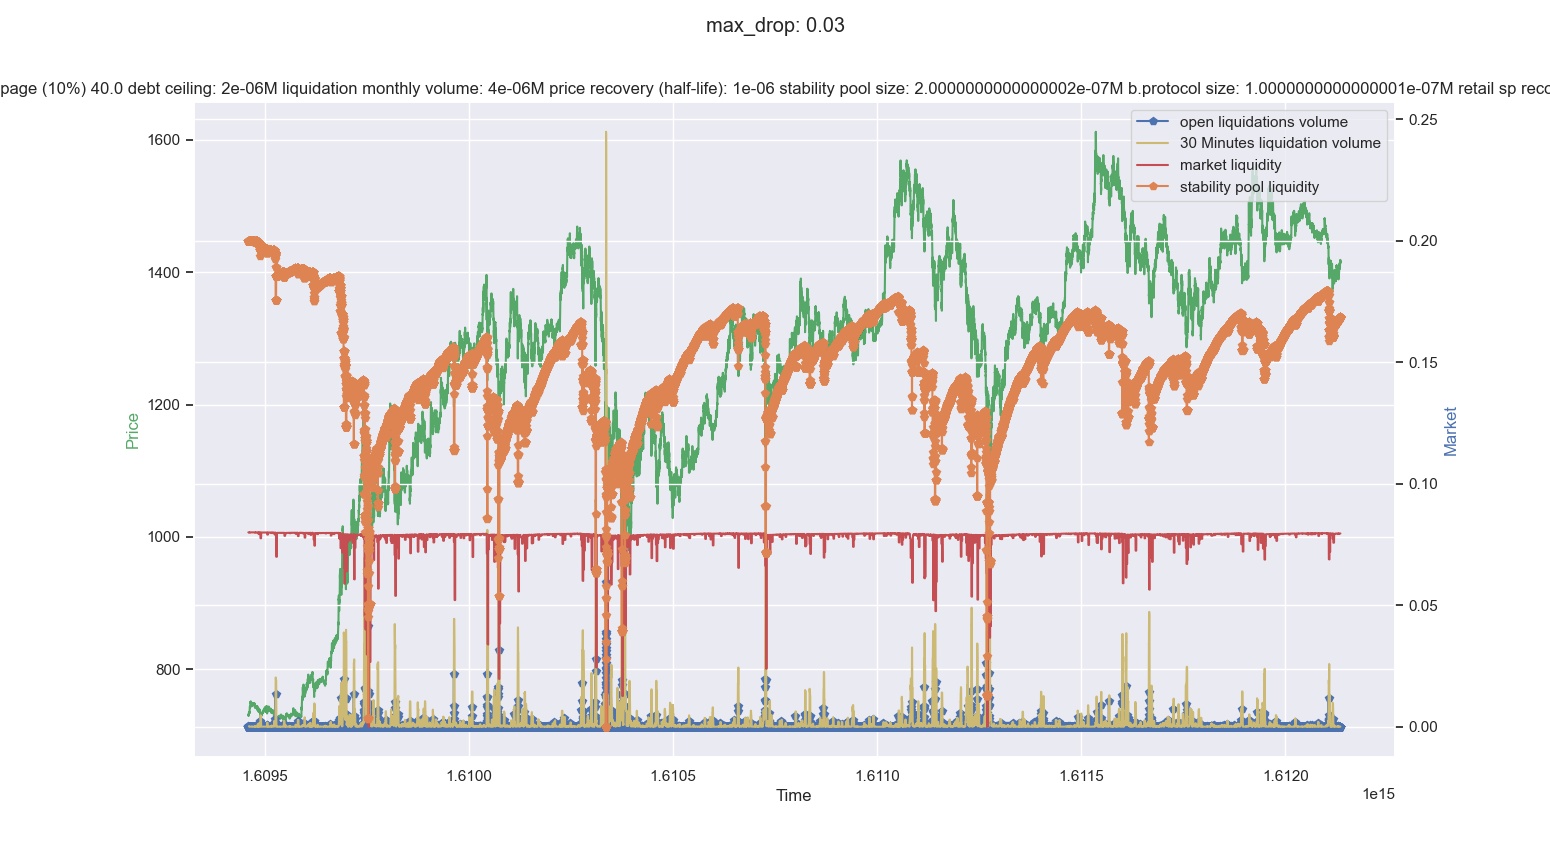 max_drop: 0.03
page (10%) 40.0 debt ceiling: 2e-06M liquidation monthly volume: 4e-06M price recovery (half-life): 1e-06 stability pool size: 2.0000000000000002e-07M b.protocol size: 1.0000000000000001e-07M retail sp reco
open liquidations volume
30 Minutes liquidation volume
market liquidity
stability pool liquidity
1600
1400
1200
1000
800
Price
0.25
0.20
0.15
0.10
0.05
0.00
Market
1.6095
1.6100
1.6105
1.6110
1.6115
1.6120
Time
1e15